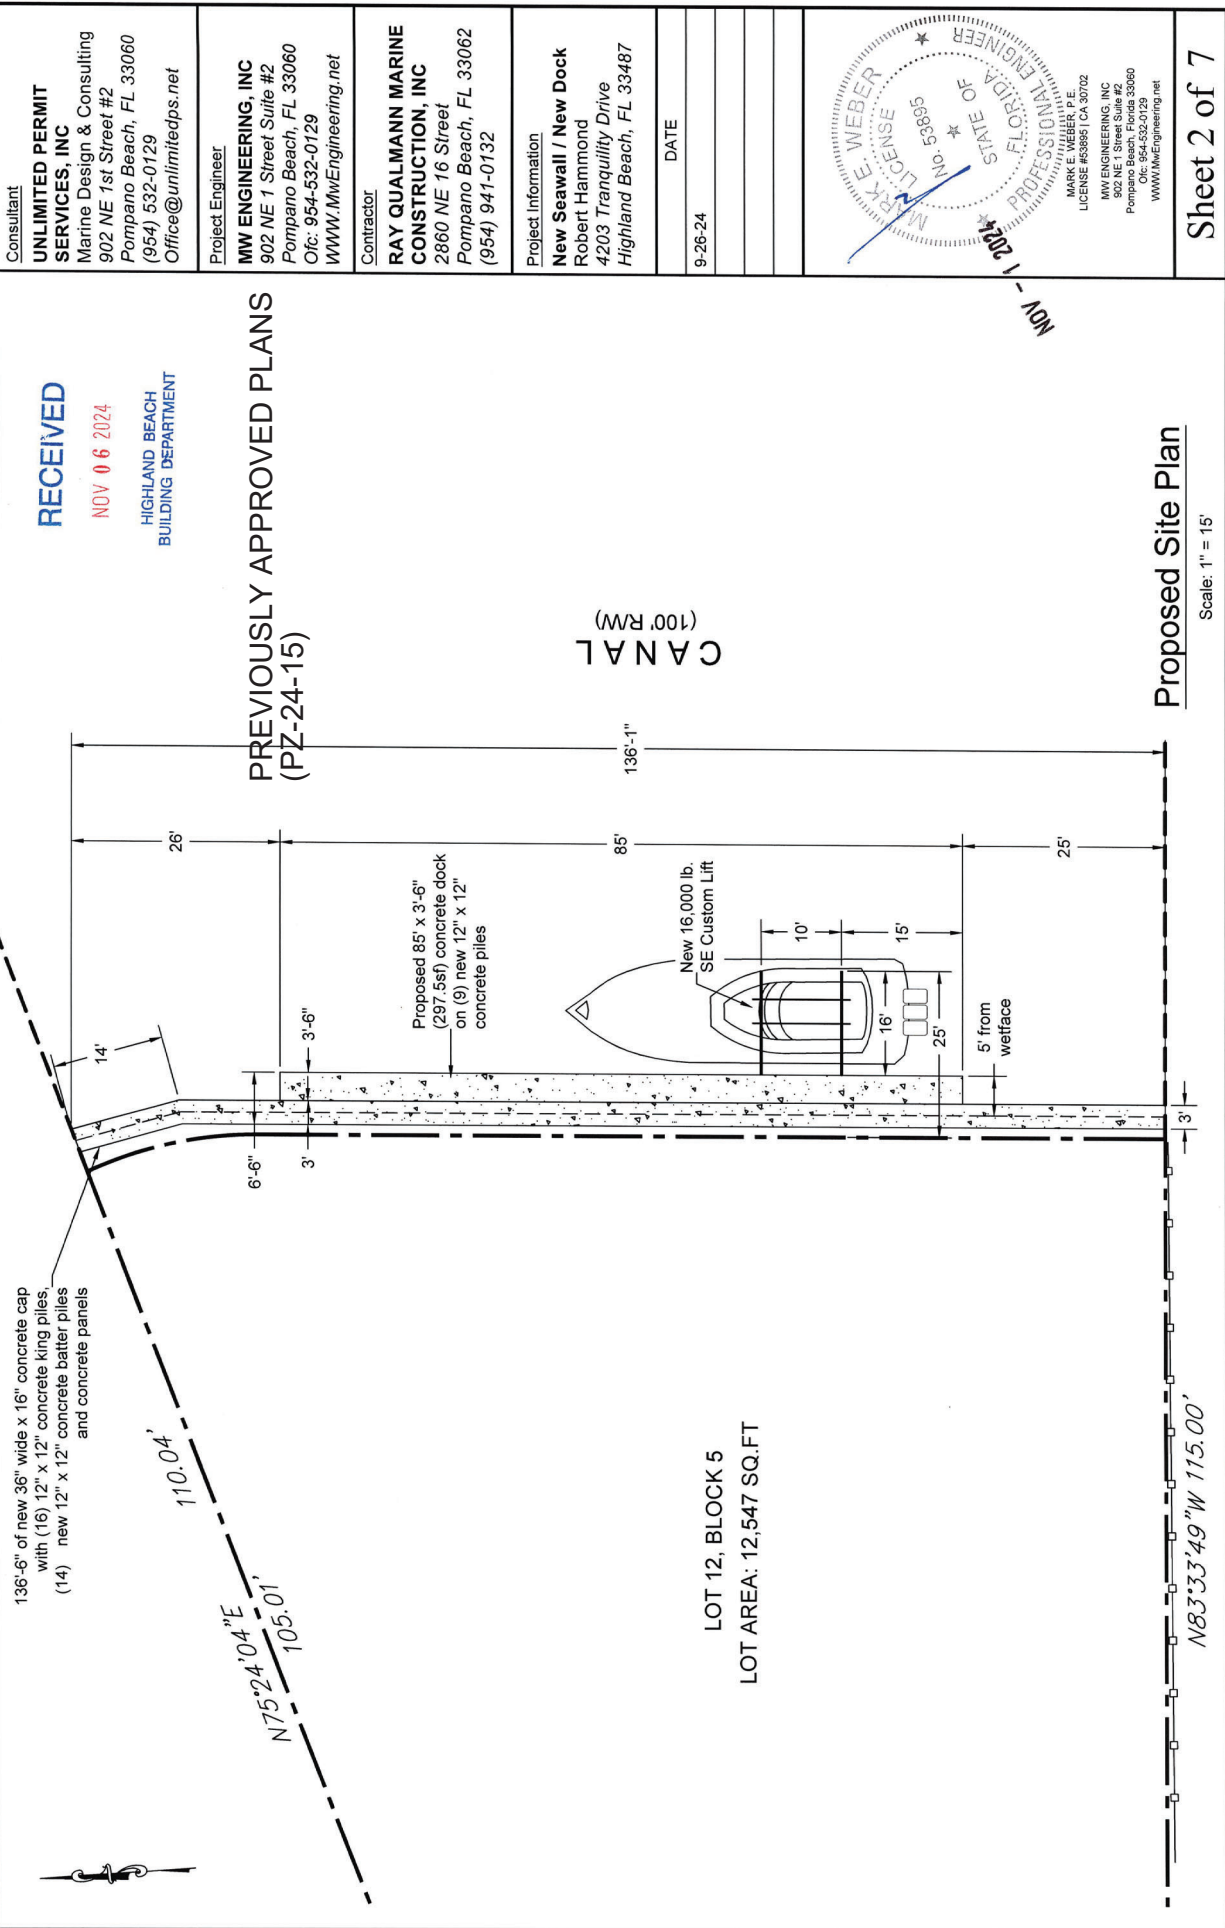 Consultant
UNLIMITED PERMIT
SERVICES, INC
Marine Design & Consulting
902 NE 1st Street #2
Pompano Beach, FL 33060
(954) 532-0129
Office@unlimitedps.net
Project Engineer
MW ENGINEERING, INC
902 NE 1 Street Suite #2
Pompano Beach, FL 33060
Ofc: 954-532-0129
WWW.MwEngineering.net
Contractor
RAY QUALMANN MARINE
CONSTRUCTION, INC
2860 NE 16 Street
Pompano Beach, FL 33062
(954) 941-0132
Project Information
New Seawall / New Dock
Robert Hammond
4203 Tranquility Drive
Highland Beach, FL 33487
DATE
9-26-24
MARK E. WEBER
LICENSE
No. 53895
STATE OF
FLORIDA
PROFESSIONAL ENGINEER
NOV - 1 2024
MARK E. WEBER, P.E.
LICENSE #53895 | CA 30702
MW ENGINEERING, INC
902 NE 1 Street Suite #2
Pompano Beach, Florida 33060
Ofc: 954-532-0129
WWW.MwEngineering.net
Sheet 2 of 7
RECEIVED
NOV 06 2024
HIGHLAND BEACH
BUILDING DEPARTMENT
PREVIOUSLY APPROVED PLANS
(PZ-24-15)
CANAL
(100' R/W)
Proposed Site Plan
Scale: 1" = 15'
136'-1"
26'
85'
25'
Proposed 85' x 3'-6"
(297.5sf) concrete dock
on (9) new 12" x 12"
concrete piles
New 16,000 lb.
SE Custom Lift
10'
15'
16'
25'
5' from
wetface
14'
3'-6"
6'-6"
3'
3'
136'-6" of new 36" wide x 16" concrete cap
with (16) 12" x 12" concrete king piles,
(14) new 12" x 12" concrete batter piles
and concrete panels
110.04'
N75°24'04"E
105.01'
LOT 12, BLOCK 5
LOT AREA: 12,547 SQ.FT
N83°33'49"W 115.00'